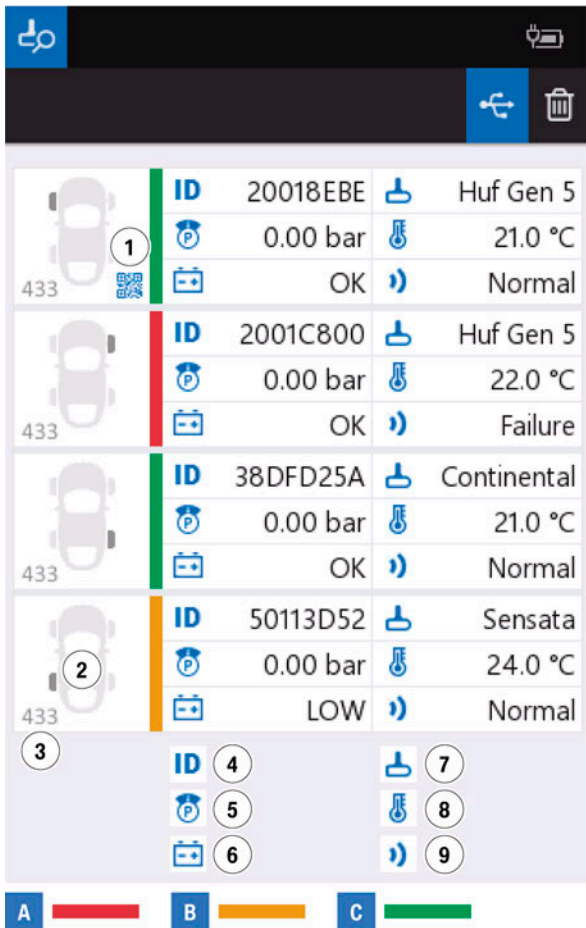 ID 20018EBE Huf Gen 5
1
P 0.00 bar 21.0 °C
433 OK Normal
ID 2001C800 Huf Gen 5
P 0.00 bar 22.0 °C
433 OK Failure
ID 38DFD25A Continental
P 0.00 bar 21.0 °C
433 OK Normal
ID 50113D52 Sensata
2 P 0.00 bar 24.0 °C
433 LOW Normal
3 ID 4 7
P 5 8
6 9
A B C